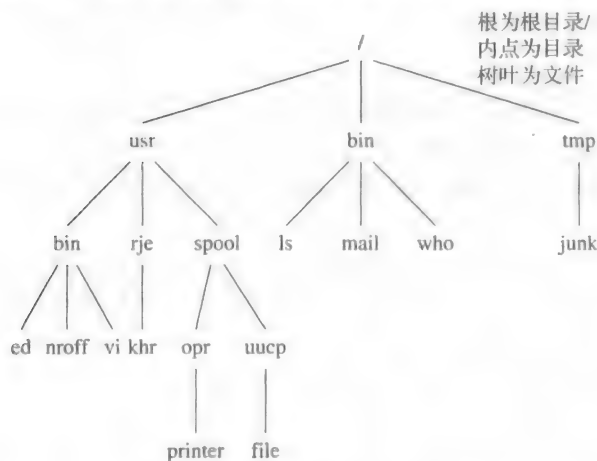 根为根目录/
内点为目录
树叶为文件
/
usr bin tmp
bin rje spool ls mail who junk
ed nroff vi khr opr uucp
printer file